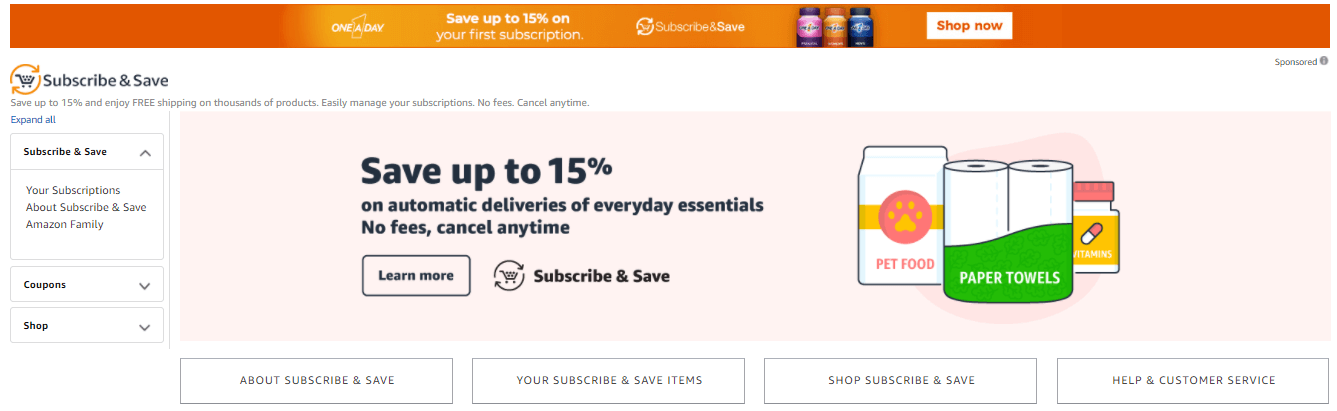 ONE A DAY
Save up to 15% on
your first subscription.
Subscribe&Save
Shop now
Sponsored
Subscribe & Save
Save up to 15% and enjoy FREE shipping on thousands of products. Easily manage your subscriptions. No fees. Cancel anytime.
Expand all
Subscribe & Save
Your Subscriptions
About Subscribe & Save
Amazon Family
Coupons
Shop
Save up to 15%
on automatic deliveries of everyday essentials
No fees, cancel anytime
Learn more
Subscribe & Save
PET FOOD
PAPER TOWELS
VITAMINS
ABOUT SUBSCRIBE & SAVE
YOUR SUBSCRIBE & SAVE ITEMS
SHOP SUBSCRIBE & SAVE
HELP & CUSTOMER SERVICE